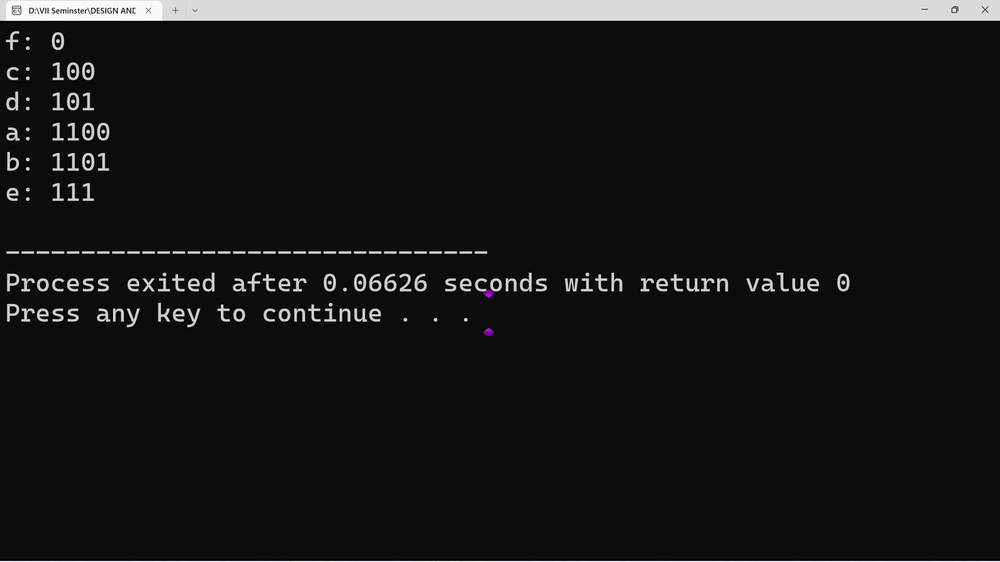 D:\VII Seminster\DESIGN AND
f: 0
c: 100
d: 101
a: 1100
b: 1101
e: 111
--------------------------------
Process exited after 0.06626 seconds with return value 0
Press any key to continue . . .